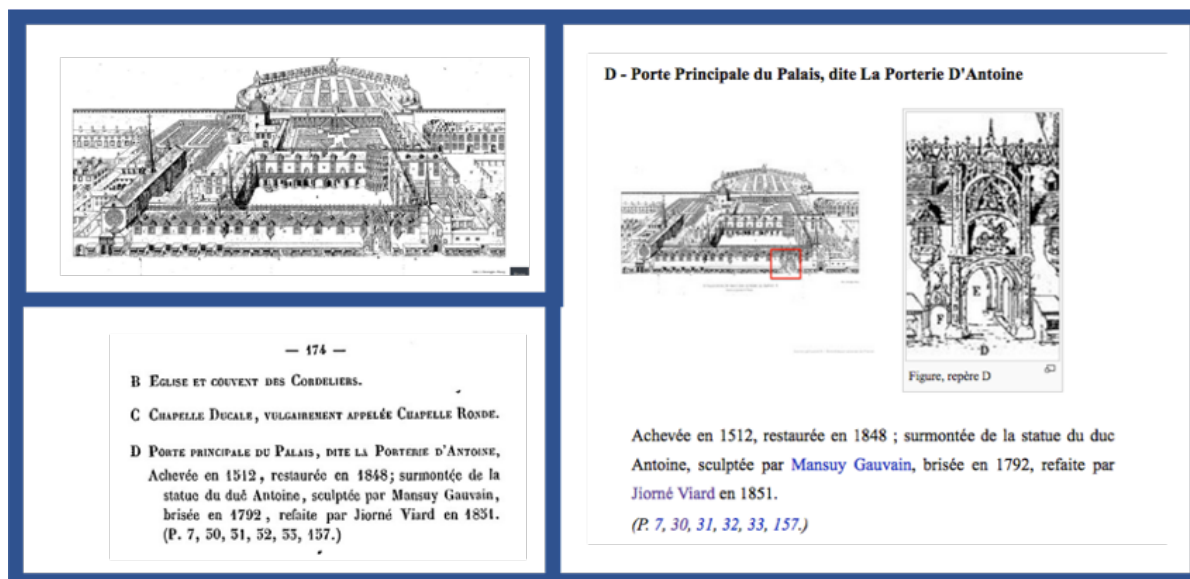 — 174 —
B EGLISE ET COUVENT DES CORDELIERS.
C CHAPELLE DUCALE, VULGAIREMENT APPELÉE CHAPELLE RONDE.
D PORTE PRINCIPALE DU PALAIS, DITE LA PORTERIE D'ANTOINE,
Achevée en 1512, restaurée en 1848; surmontée de la
statue du duc Antoine, sculptée par Mansuy Gauvain,
brisée en 1792, refaite par Jiorné Viard en 1851.
(P. 7, 30, 31, 32, 33, 157.)
D - Porte Principale du Palais, dite La Porterie D'Antoine
E
F
D
Figure, repère D
Achevée en 1512, restaurée en 1848 ; surmontée de la statue du duc
Antoine, sculptée par Mansuy Gauvain, brisée en 1792, refaite par
Jiorné Viard en 1851.
(P. 7, 30, 31, 32, 33, 157.)